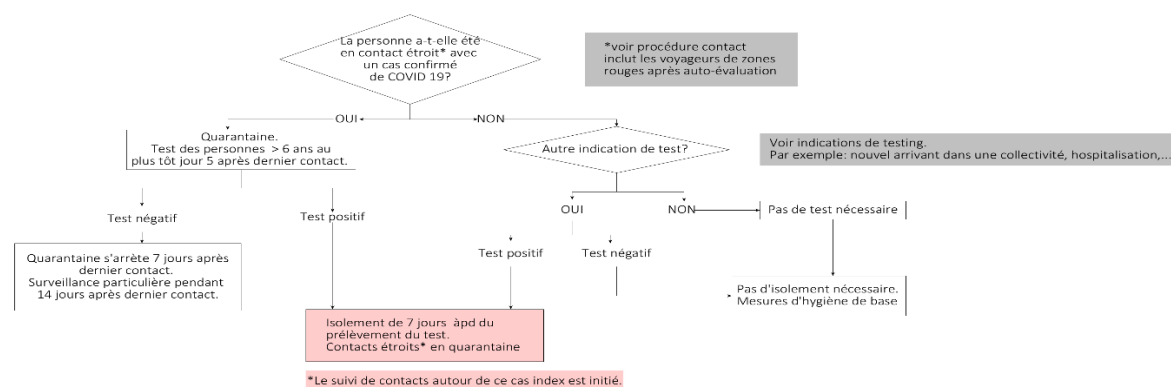 La personne a-t-elle été
en contact étroit* avec
un cas confirmé
de COVID 19?
*voir procédure contact
inclut les voyageurs de zones
rouges après auto-évaluation
OUI
NON
Quarantaine.
Test des personnes > 6 ans au
plus tôt jour 5 après dernier contact.
Autre indication de test?
Voir indications de testing.
Par exemple: nouvel arrivant dans une collectivité, hospitalisation,...
Test négatif
Test positif
OUI
NON
Pas de test nécessaire
Quarantaine s'arrète 7 jours après
dernier contact.
Surveillance particulière pendant
14 jours après dernier contact.
Test positif
Test négatif
Pas d'isolement nécessaire.
Mesures d'hygiène de base
Isolement de 7 jours àpd du
prélèvement du test.
Contacts étroits* en quarantaine
*Le suivi de contacts autour de ce cas index est initié.